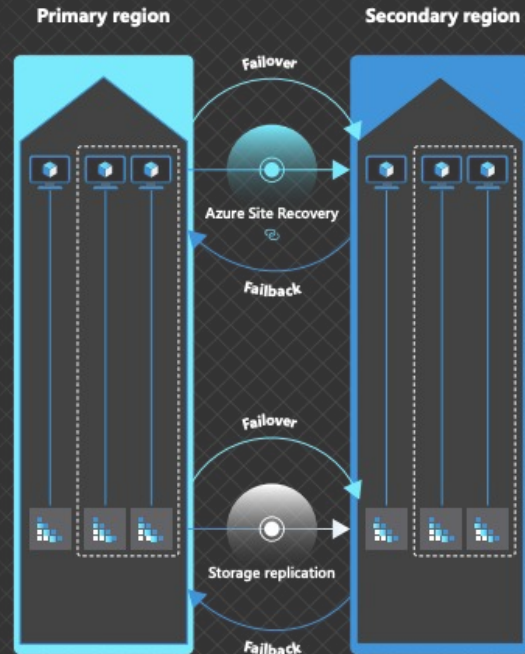 Primary region
Secondary region
Failover
Azure Site Recovery
Failback
Failover
Storage replication
Failback